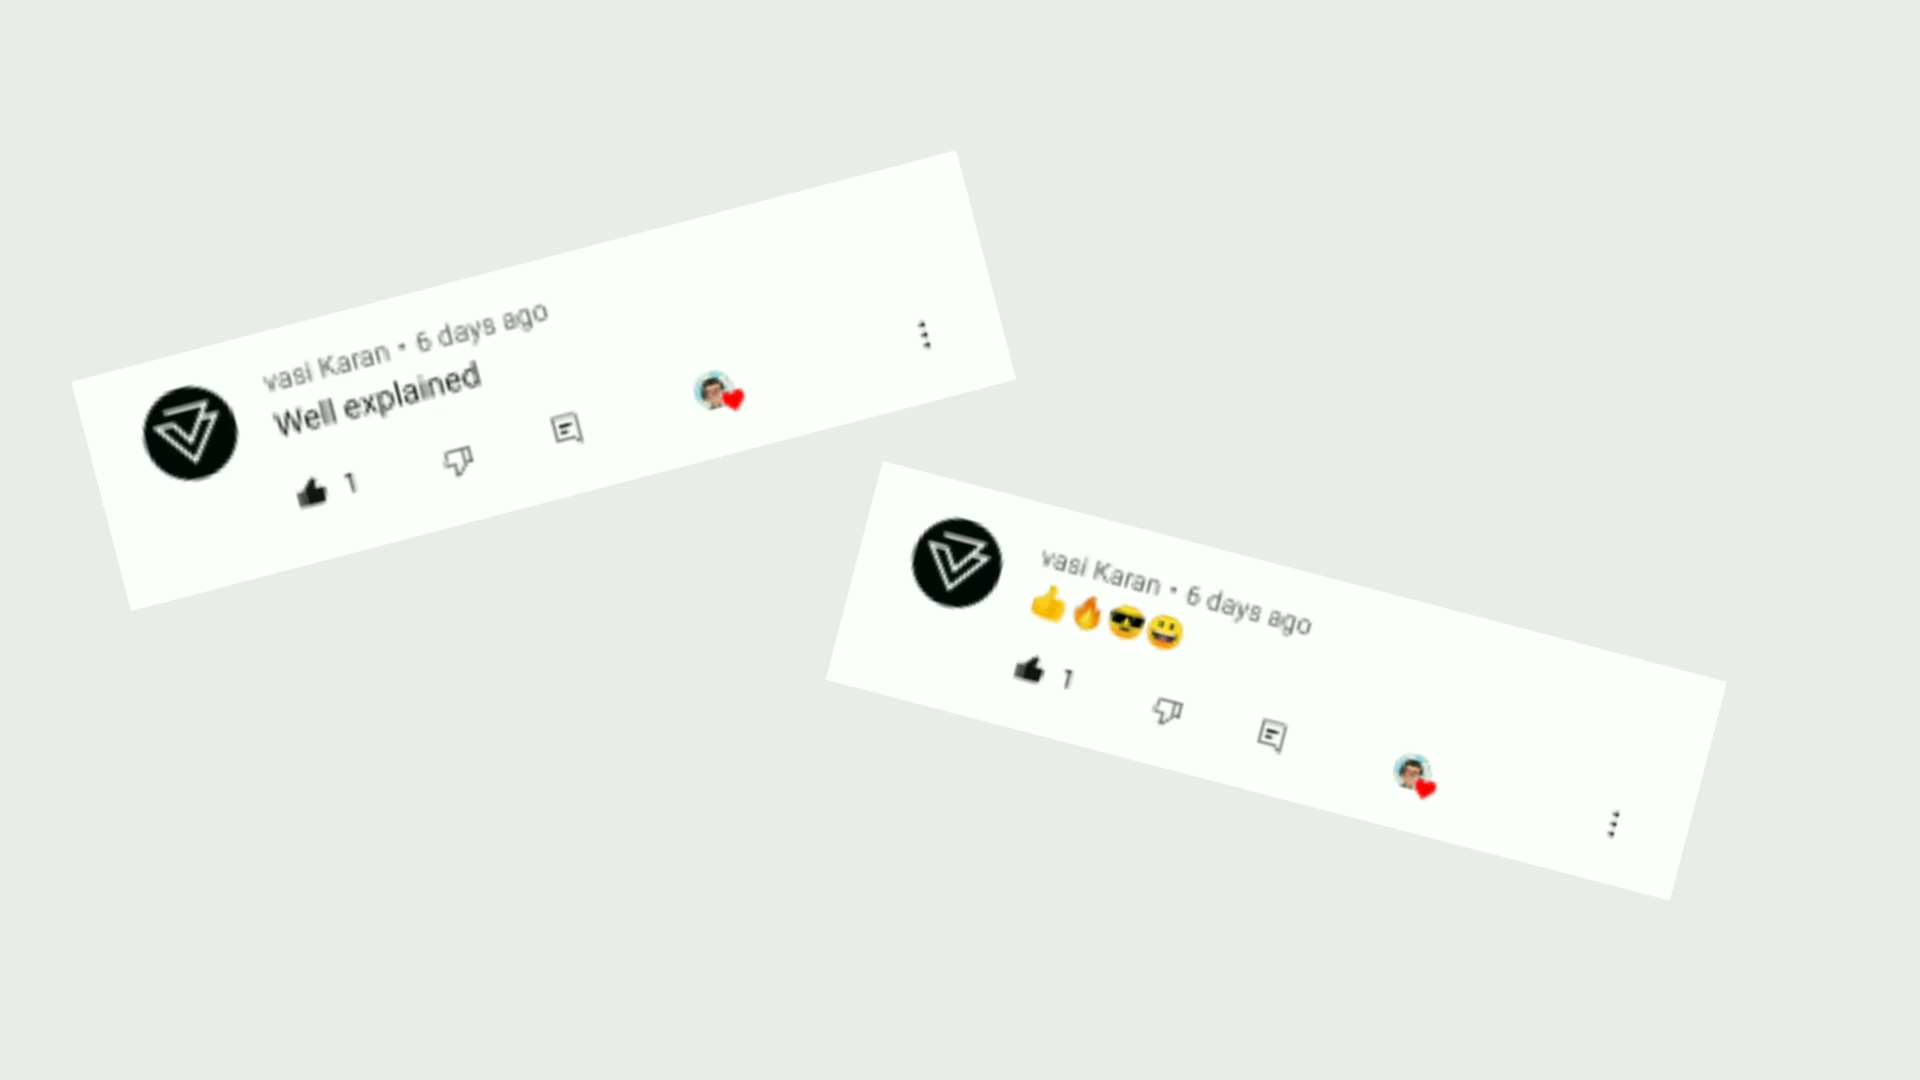 vasi Karan • 6 days ago
Well explained
1
vasi Karan • 6 days ago
👍🔥😎😀
1